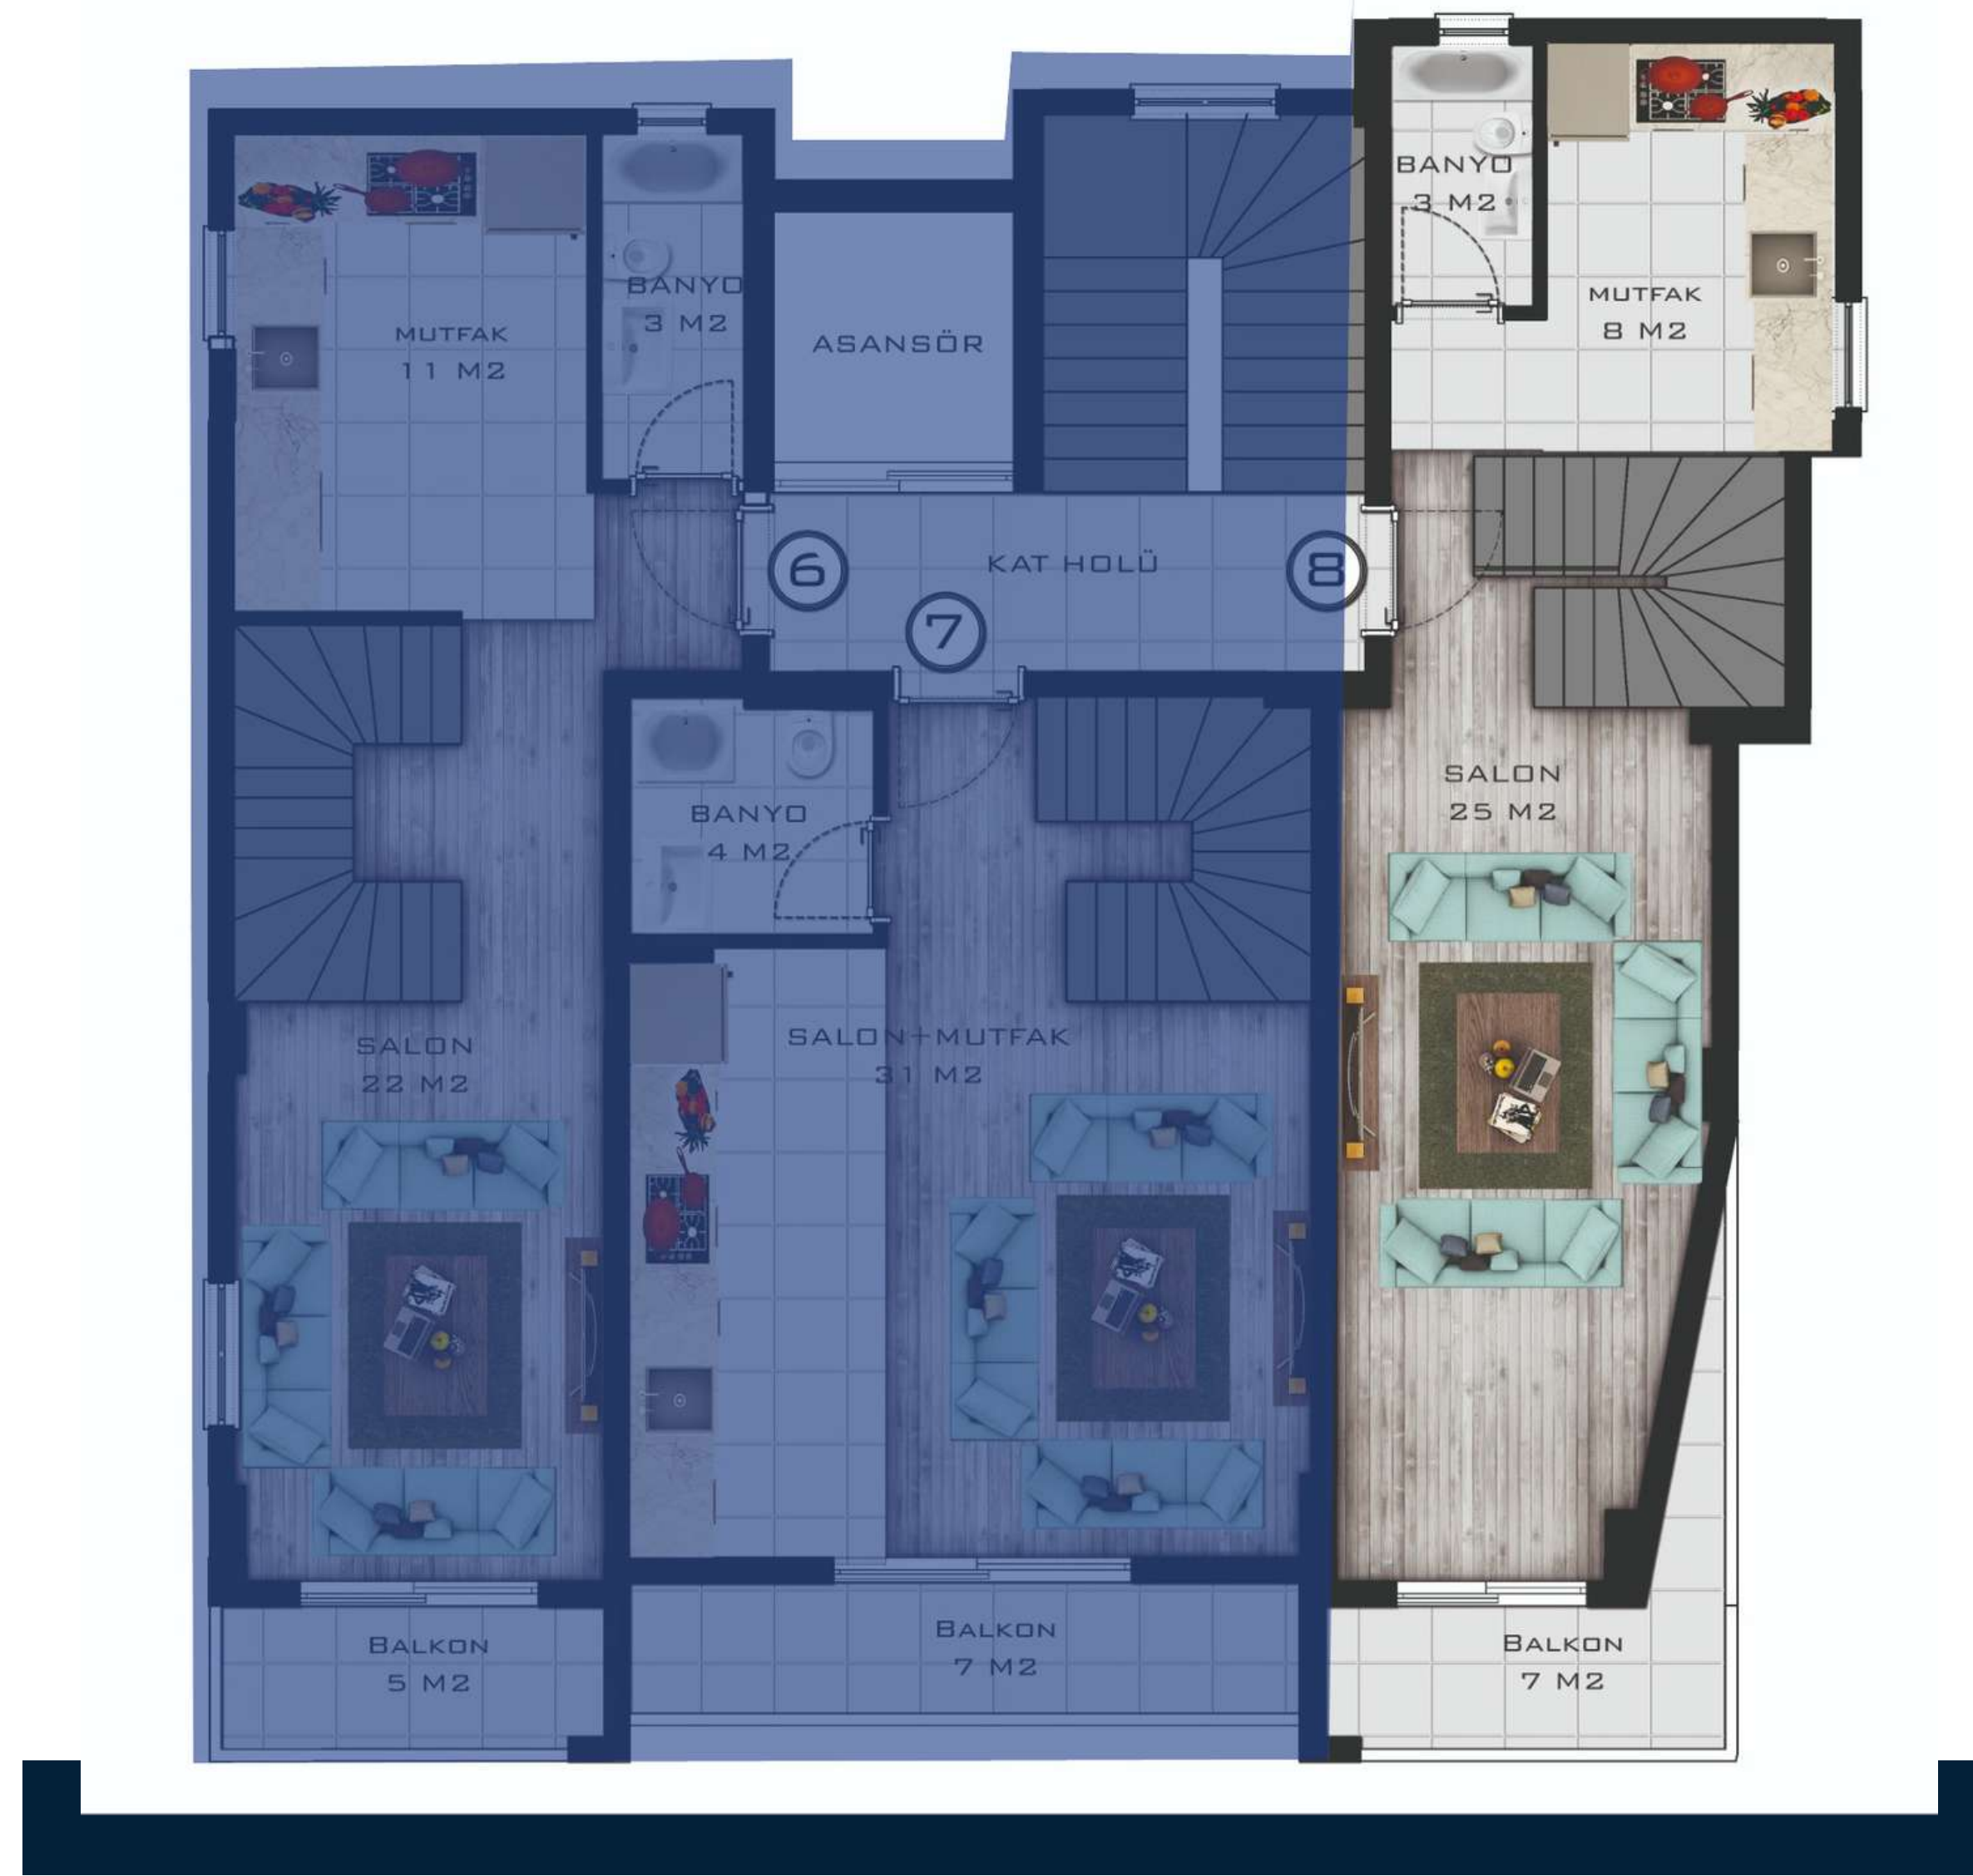 BANYO
3 M2
MUTFAK
8 M2
BANYO
3 M2
MUTFAK
11 M2
ASANSÖR
6
KAT HOLÜ
8
7
SALON
25 M2
BANYO
4 M2
SALON+MUTFAK
31 M2
SALON
22 M2
BALKON
5 M2
BALKON
7 M2
BALKON
7 M2